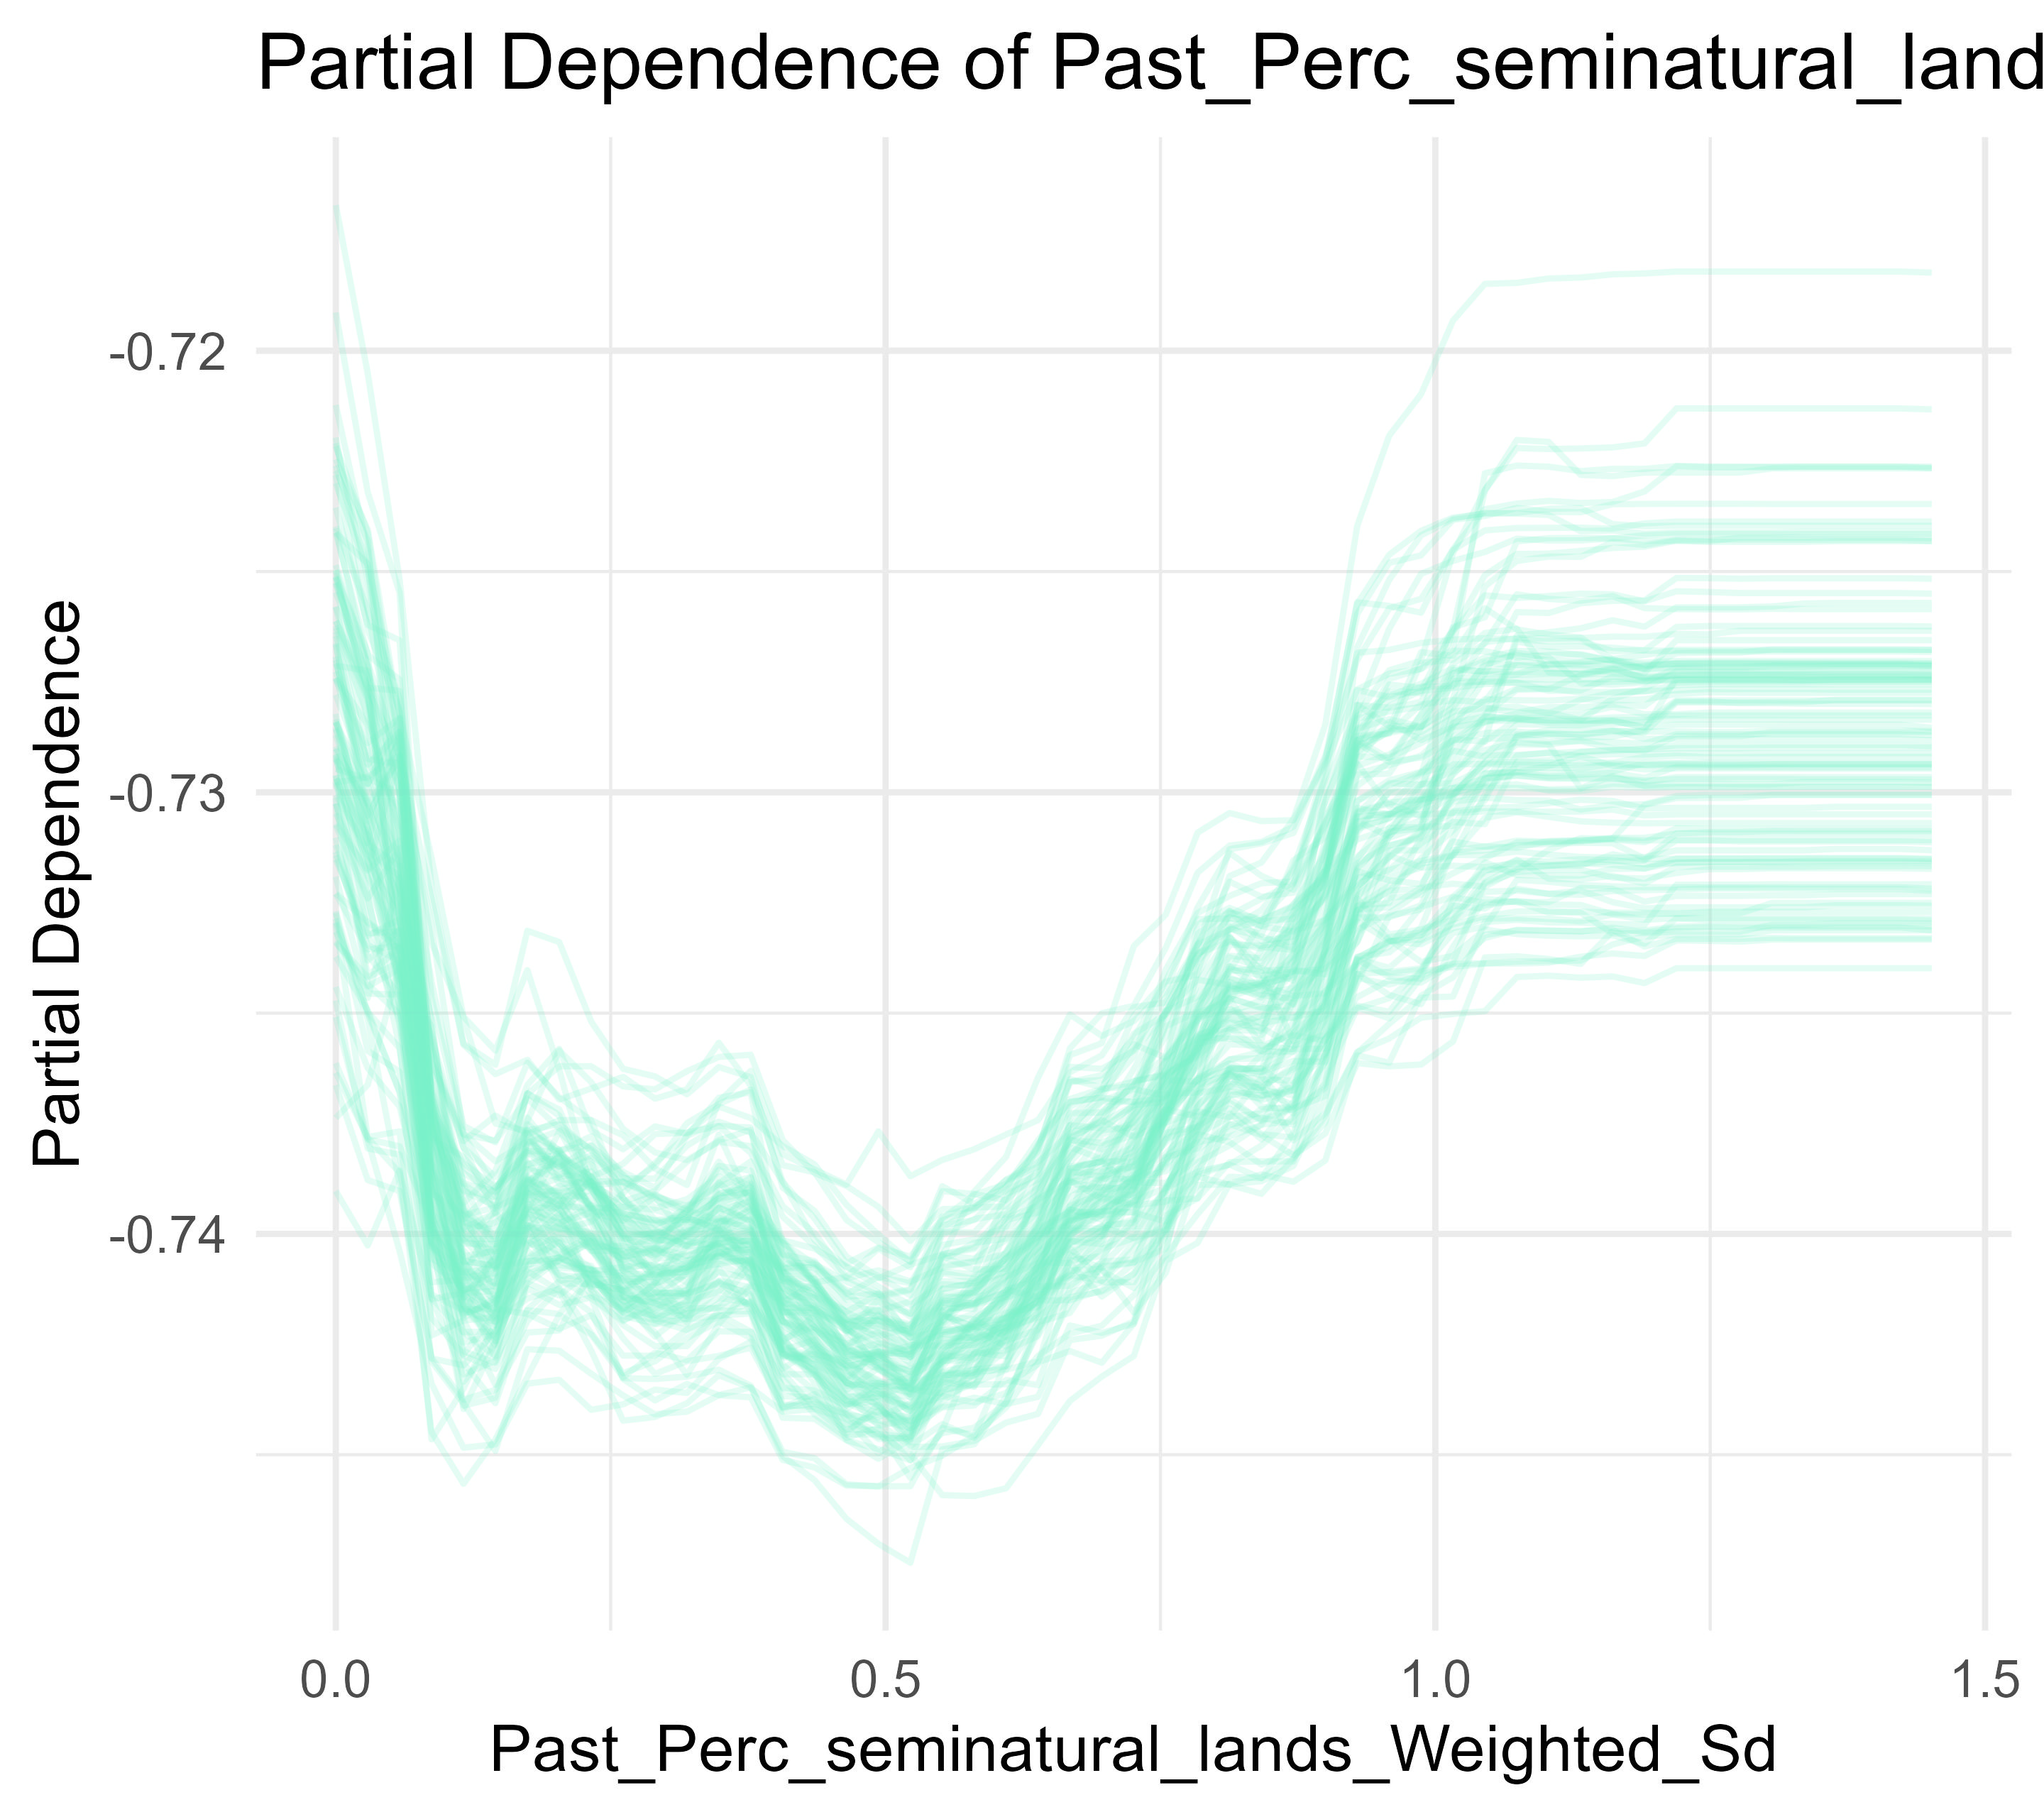 Partial Dependence of Past_Perc_seminatural_land
Partial Dependence
-0.72
-0.73
-0.74
0.0
0.5
1.0
1.5
Past_Perc_seminatural_lands_Weighted_Sd